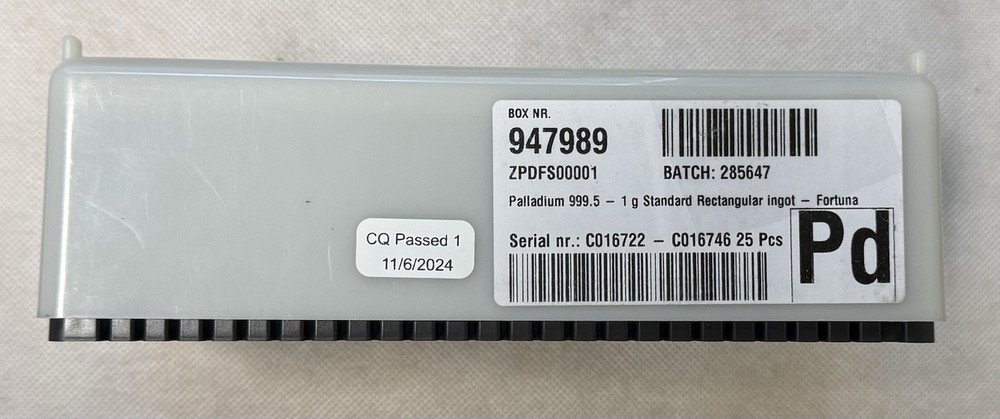 BOX NR.
947989
ZPDFS00001 BATCH: 285647
Palladium 999.5 – 1 g Standard Rectangular ingot – Fortuna
Serial nr.: C016722 – C016746 25 Pcs
Pd
CQ Passed 1
11/6/2024